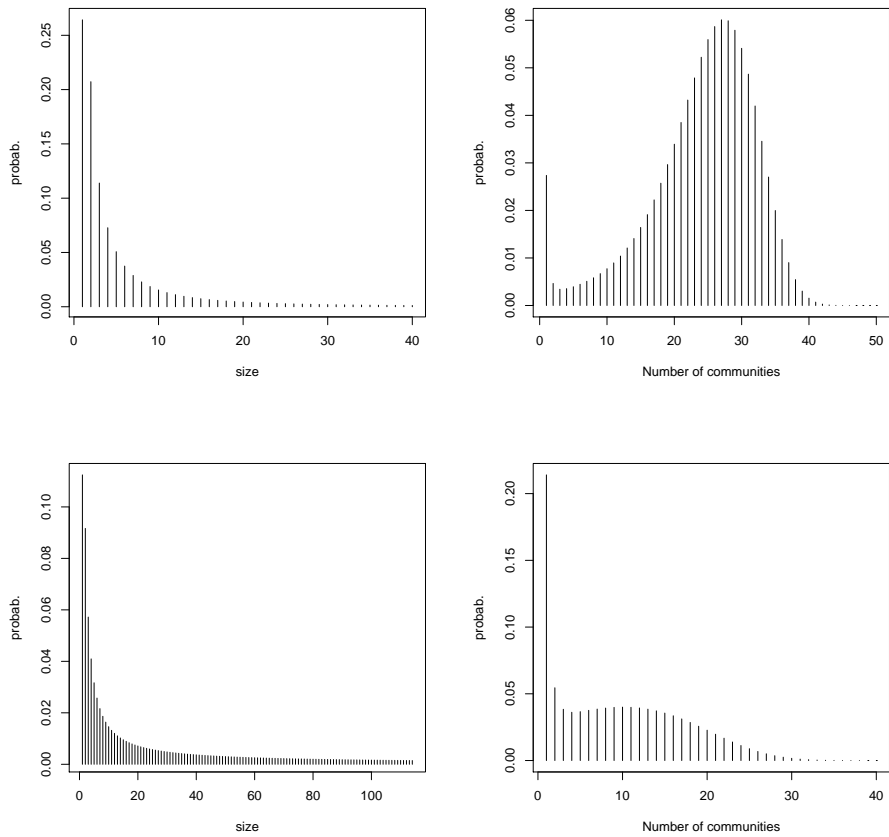 probab.
0.00 0.05 0.10 0.15 0.20 0.25
0 10 20 30 40
size
probab.
0.00 0.01 0.02 0.03 0.04 0.05 0.06
0 10 20 30 40 50
Number of communities
probab.
0.00 0.02 0.04 0.06 0.08 0.10
0 20 40 60 80 100
size
probab.
0.00 0.05 0.10 0.15 0.20
0 10 20 30 40
Number of communities